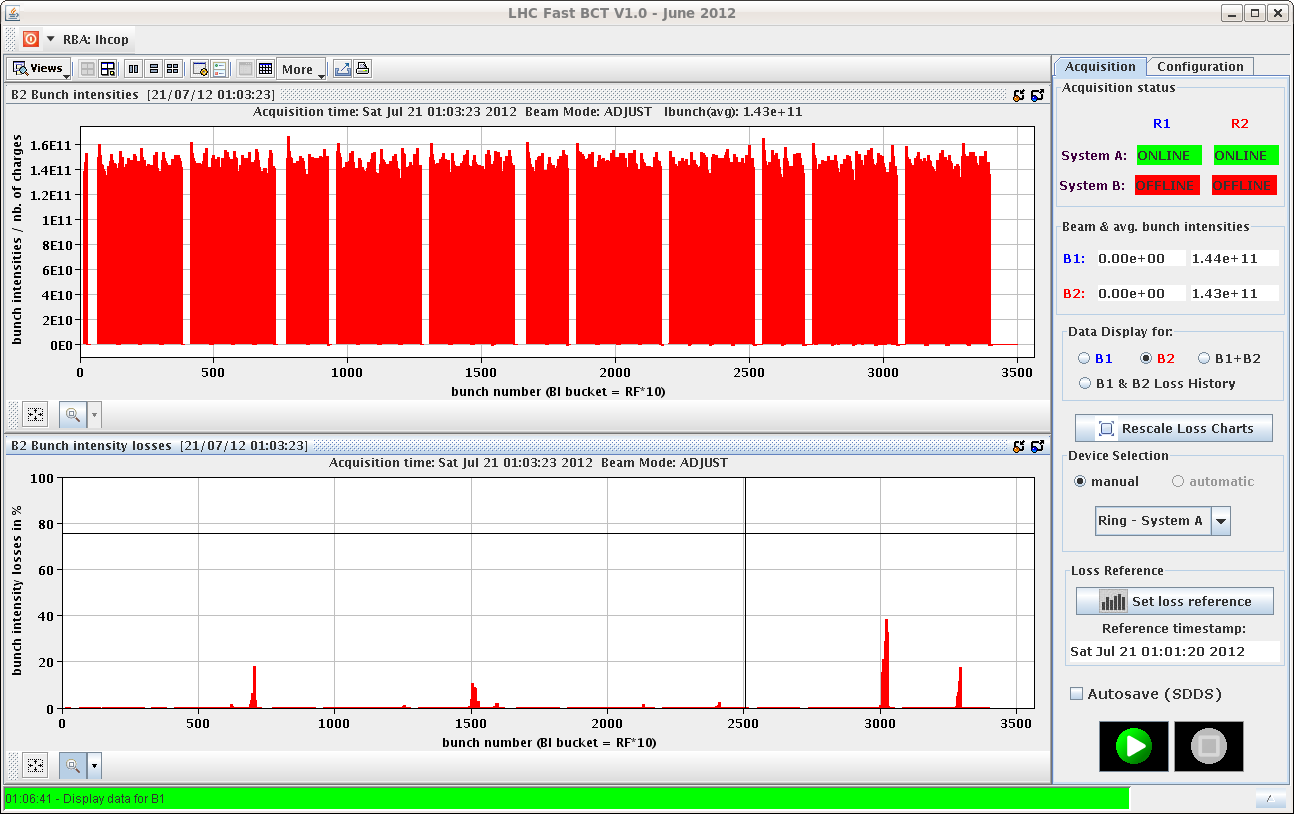 LHC Fast BCT V1.0 - June 2012
RBA: lhcop
Views
More
B2 Bunch intensities [21/07/12 01:03:23]
Acquisition time: Sat Jul 21 01:03:23 2012 Beam Mode: ADJUST Ibunch(avg): 1.43e+11
bunch intensities / nb. of charges
1.6E11
1.4E11
1.2E11
1E11
8E10
6E10
4E10
2E10
0E0
0 500 1000 1500 2000 2500 3000 3500
bunch number (BI bucket = RF*10)
B2 Bunch intensity losses [21/07/12 01:03:23]
Acquisition time: Sat Jul 21 01:03:23 2012 Beam Mode: ADJUST
bunch intensity losses in %
100
80
60
40
20
0
0 500 1000 1500 2000 2500 3000 3500
bunch number (BI bucket = RF*10)
Acquisition Configuration
Acquisition status
R1 R2
System A: ONLINE ONLINE
System B: OFFLINE OFFLINE
Beam & avg. bunch intensities
B1: 0.00e+00 1.44e+11
B2: 0.00e+00 1.43e+11
Data Display for:
B1 B2 B1+B2
B1 & B2 Loss History
Rescale Loss Charts
Device Selection
manual automatic
Ring - System A
Loss Reference
Set loss reference
Reference timestamp:
Sat Jul 21 01:01:20 2012
Autosave (SDDS)
01:06:41 - Display data for B1